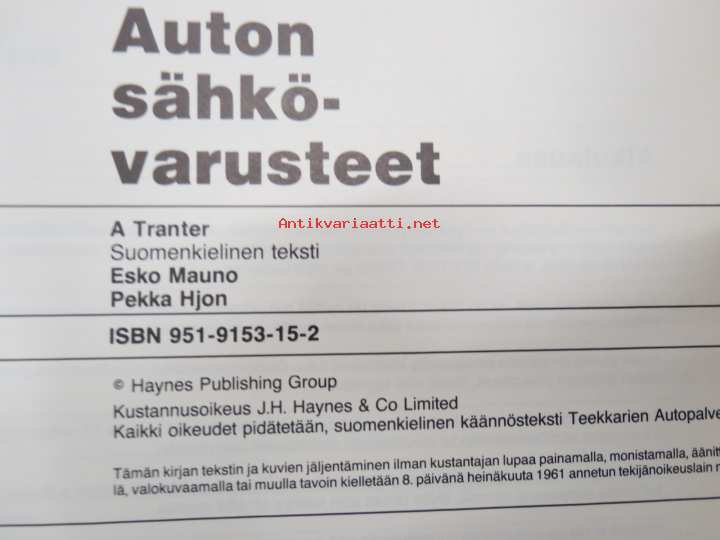 Auton
sähkö-
varusteet
Antikvariaatti.net
A Tranter
Suomenkielinen teksti
Esko Mauno
Pekka Hjon
ISBN 951-9153-15-2
© Haynes Publishing Group
Kustannusoikeus J.H. Haynes & Co Limited
Kaikki oikeudet pidätetään, suomenkielinen käännösteksti Teekkarien Autopalve
Tämän kirjan tekstin ja kuvien jäljentäminen ilman kustantajan lupaa painamalla, monistamalla, äänitt
lä, valokuvaamalla tai muulla tavoin kielletään 8. päivänä heinäkuuta 1961 annetun tekijänoikeuslain